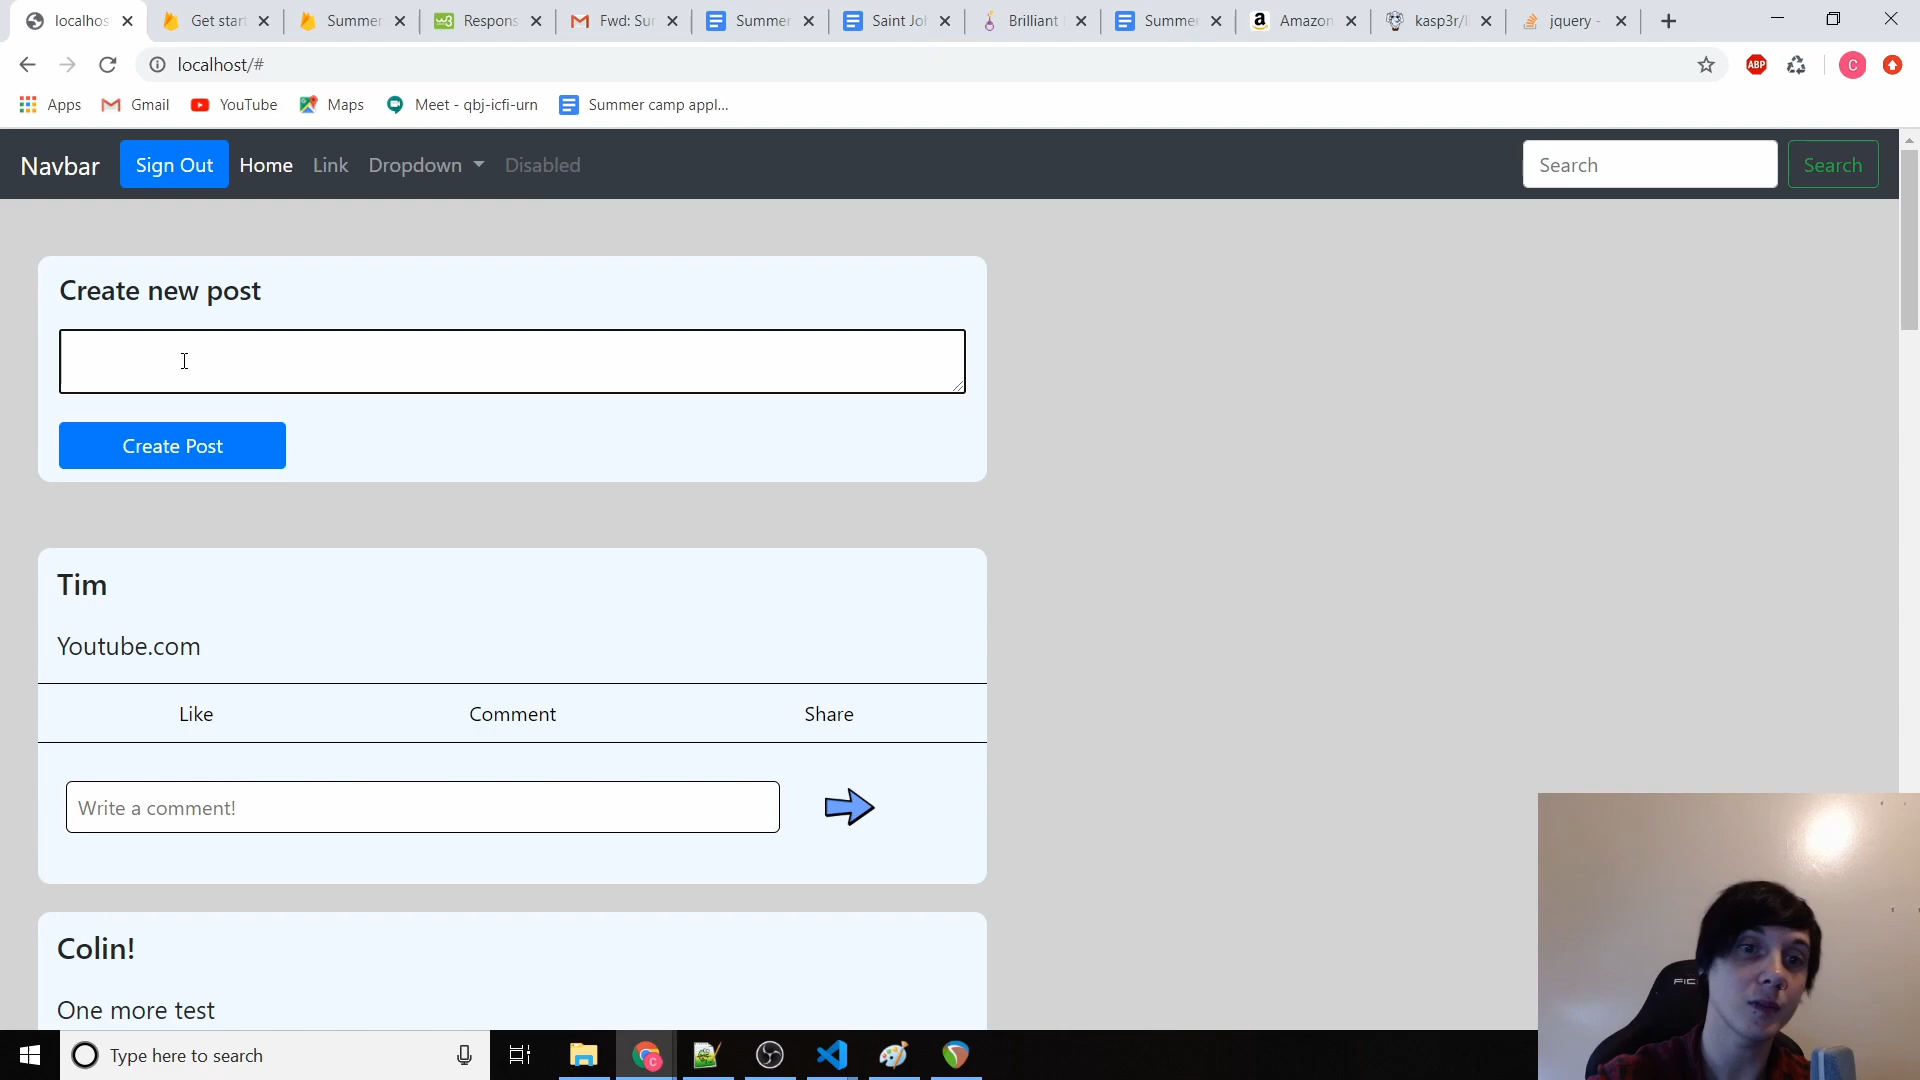 localhos
Get start
Summer
Respons
Fwd: Sur
Summer
Saint Jol
Brilliant
Summer
Amazon
kasp3r/
jquery -
localhost/#
ABP
C
Apps
Gmail
YouTube
Maps
Meet - qbj-icfi-urn
Summer camp appl...
Navbar
Sign Out
Home
Link
Dropdown
Disabled
Search
Search
Create new post
Create Post
Tim
Youtube.com
Like
Comment
Share
Write a comment!
Colin!
One more test
Type here to search